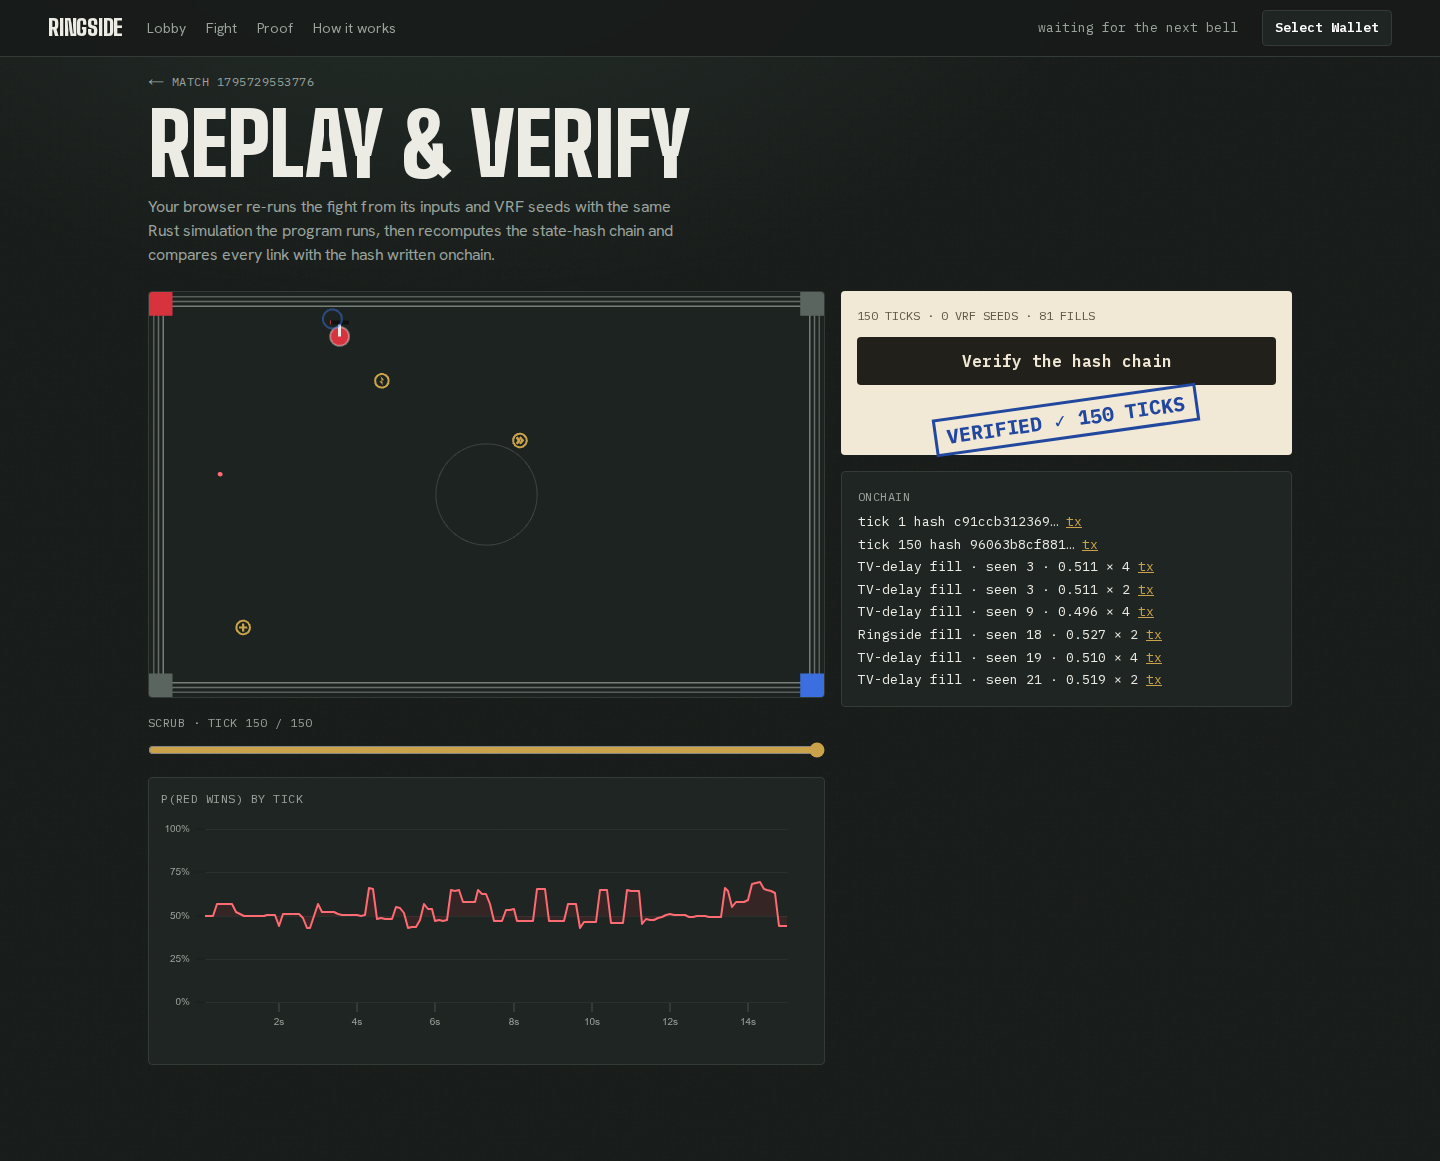 RINGSIDE Lobby Fight Proof How it works waiting for the next bell Select Wallet
← MATCH 1795729553776
REPLAY & VERIFY
Your browser re-runs the fight from its inputs and VRF seeds with the same
Rust simulation the program runs, then recomputes the state-hash chain and
compares every link with the hash written onchain.
150 TICKS · 0 VRF SEEDS · 81 FILLS
Verify the hash chain
VERIFIED ✓ 150 TICKS
ONCHAIN
tick 1 hash c91ccb312369… tx
tick 150 hash 96063b8cf881… tx
TV-delay fill · seen 3 · 0.511 × 4 tx
TV-delay fill · seen 3 · 0.511 × 2 tx
TV-delay fill · seen 9 · 0.496 × 4 tx
Ringside fill · seen 18 · 0.527 × 2 tx
TV-delay fill · seen 19 · 0.510 × 4 tx
TV-delay fill · seen 21 · 0.519 × 2 tx
SCRUB · TICK 150 / 150
P(RED WINS) BY TICK
100%
75%
50%
25%
0%
2s 4s 6s 8s 10s 12s 14s